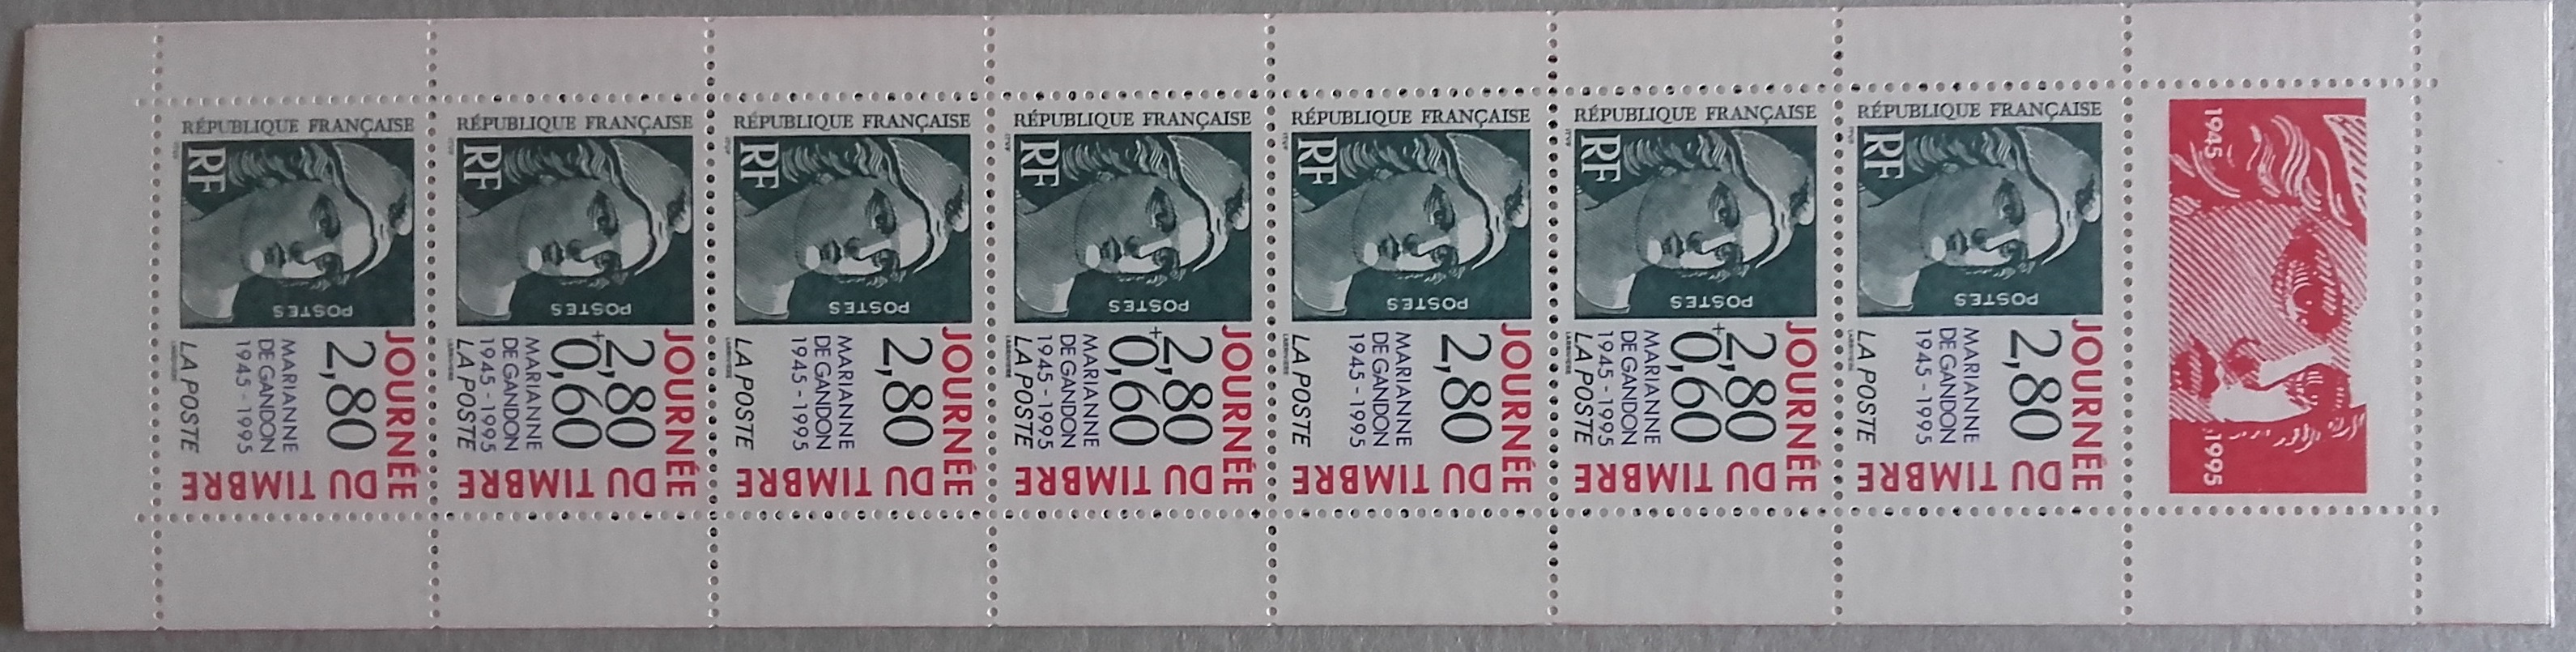 RÉPUBLIQUE FRANÇAISE
RF
POSTES
JOURNÉE
DU TIMBRE
2,80
MARIANNE
DE GANDON
1945 - 1995
LA POSTE
RÉPUBLIQUE FRANÇAISE
RF
POSTES
JOURNÉE
DU TIMBRE
2,80
+0,60
MARIANNE
DE GANDON
1945 - 1995
LA POSTE
RÉPUBLIQUE FRANÇAISE
RF
POSTES
JOURNÉE
DU TIMBRE
2,80
MARIANNE
DE GANDON
1945 - 1995
LA POSTE
RÉPUBLIQUE FRANÇAISE
RF
POSTES
JOURNÉE
DU TIMBRE
2,80
+0,60
MARIANNE
DE GANDON
1945 - 1995
LA POSTE
RÉPUBLIQUE FRANÇAISE
RF
POSTES
JOURNÉE
DU TIMBRE
2,80
MARIANNE
DE GANDON
1945 - 1995
LA POSTE
RÉPUBLIQUE FRANÇAISE
RF
POSTES
JOURNÉE
DU TIMBRE
2,80
+0,60
MARIANNE
DE GANDON
1945 - 1995
LA POSTE
RÉPUBLIQUE FRANÇAISE
RF
POSTES
JOURNÉE
DU TIMBRE
2,80
MARIANNE
DE GANDON
1945 - 1995
LA POSTE
1945
1995